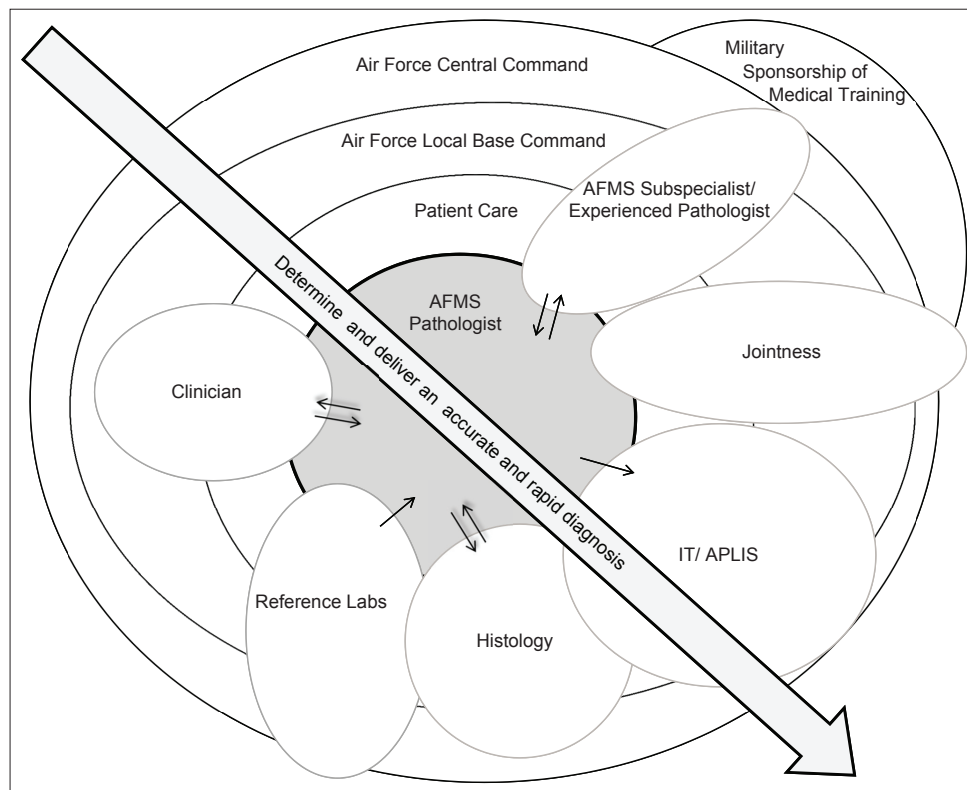 Air Force Central Command
Military
Sponsorship of
Medical Training
Air Force Local Base Command
AFMS Subspecialist/
Experienced Pathologist
Patient Care
Determine and deliver an accurate and rapid diagnosis
AFMS
Pathologist
Jointness
Clinician
IT/ APLIS
Reference Labs
Histology